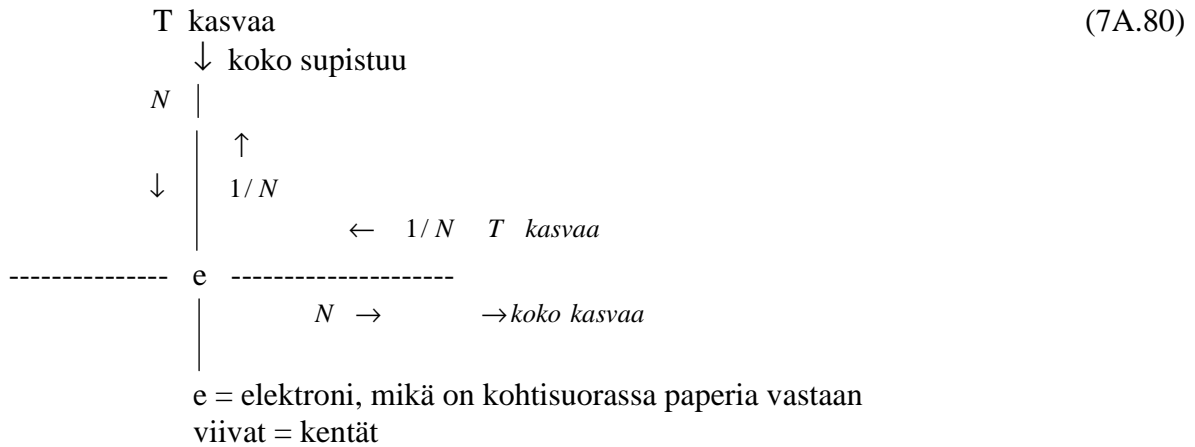 T kasvaa (7A.80)
↓ koko supistuu
N |
↑
↓ 1/N
← 1/N T kasvaa
--------------- e ---------------------
N → →koko kasvaa
e = elektroni, mikä on kohtisuorassa paperia vastaan
viivat = kentät